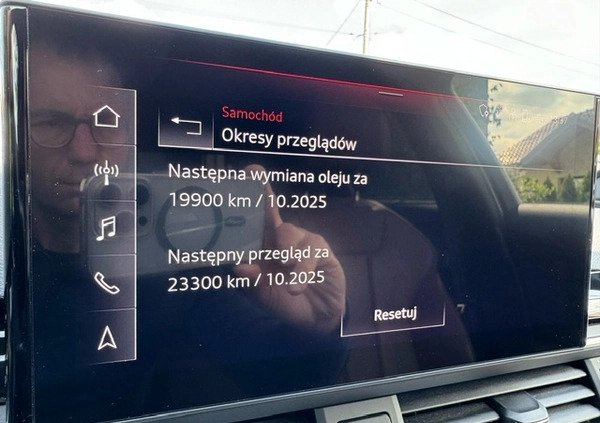 Samochód
Okresy przeglądów
Następna wymiana oleju za
19900 km / 10.2025
Następny przegląd za
23300 km / 10.2025
Resetuj